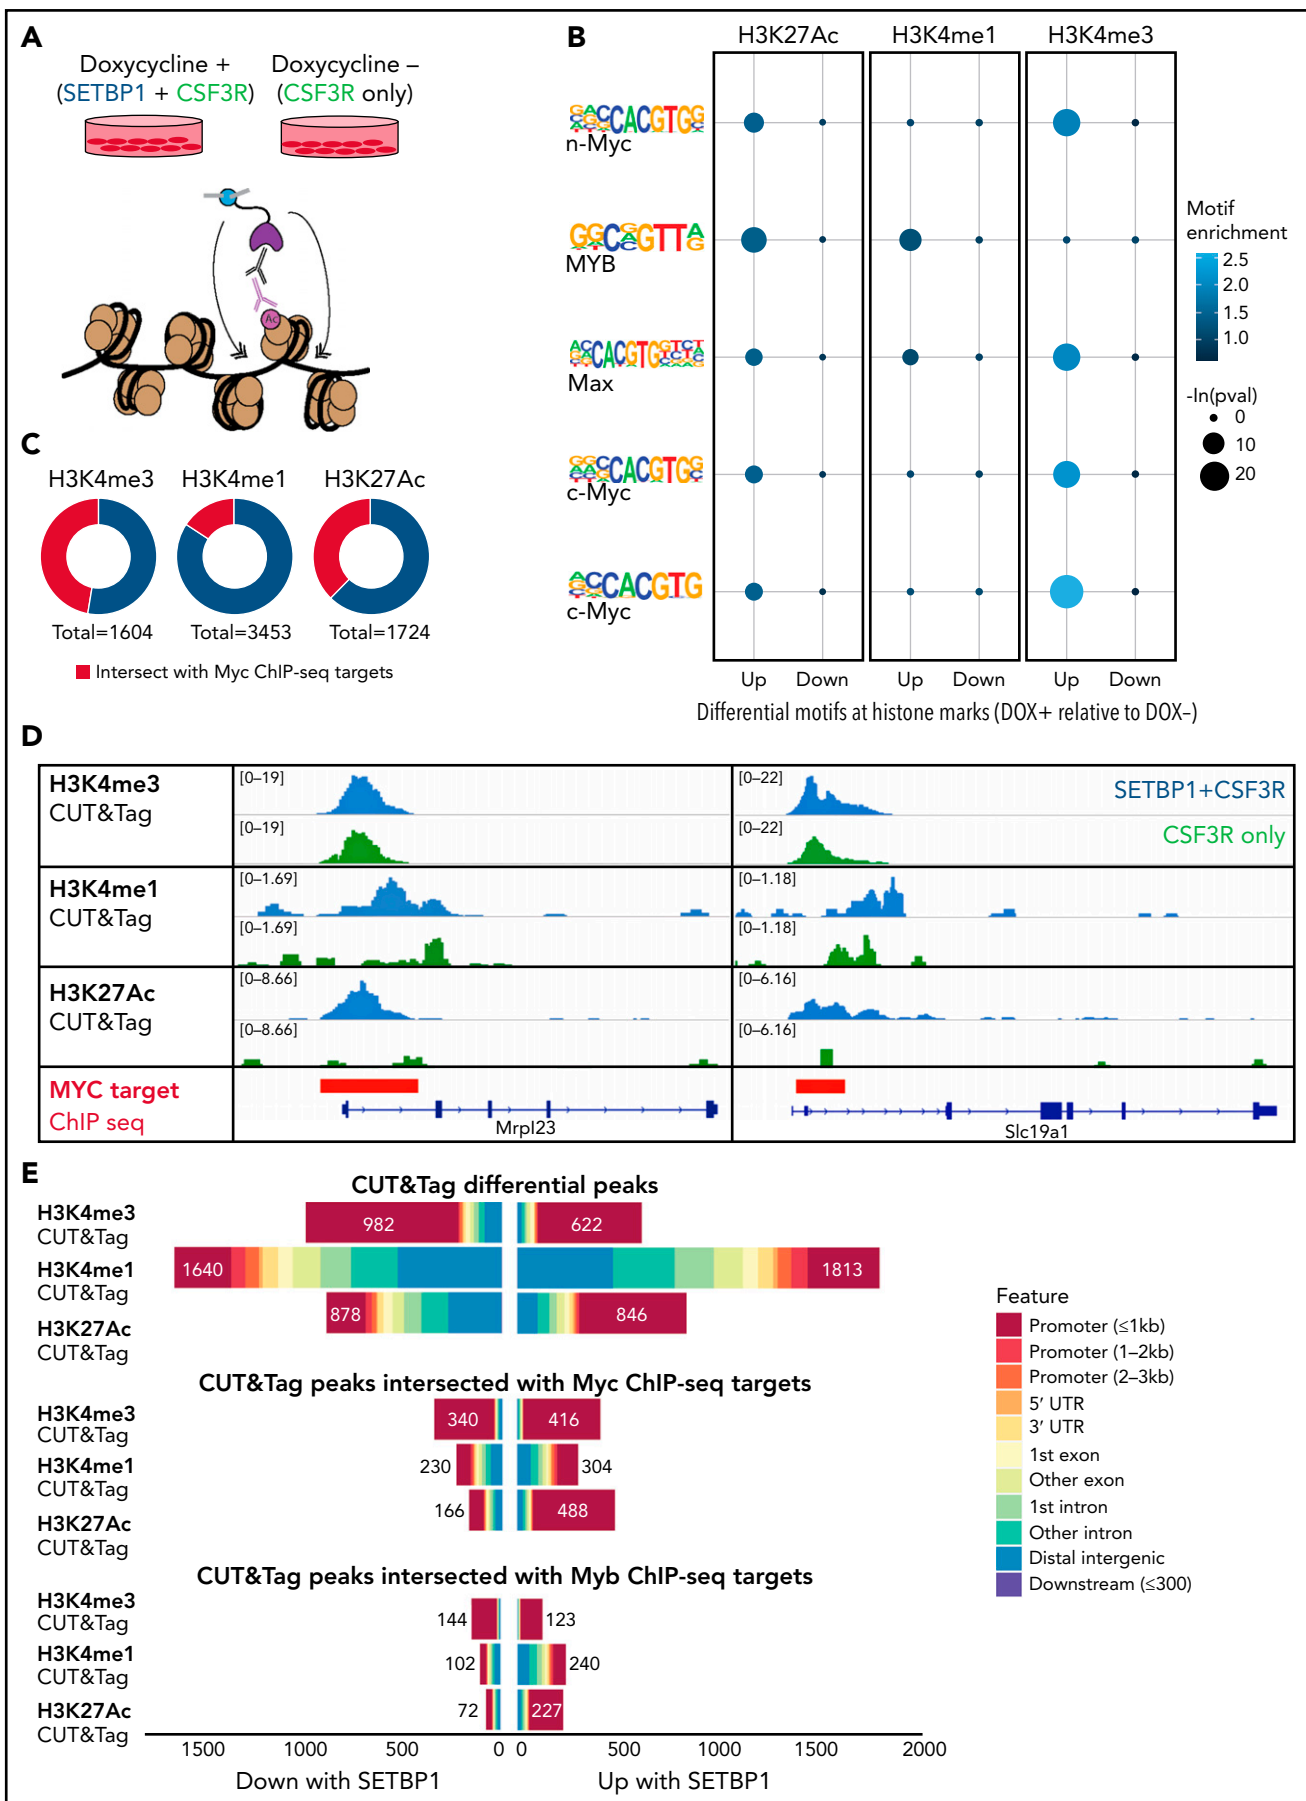 A
Doxycycline +
(SETBP1 + CSF3R)
Doxycycline –
(CSF3R only)
Ac
B
H3K27Ac
H3K4me1
H3K4me3
n-Myc
MYB
Max
c-Myc
c-Myc
Up
Down
Up
Down
Up
Down
Differential motifs at histone marks (DOX+ relative to DOX–)
Motif
enrichment
2.5
2.0
1.5
1.0
-ln(pval)
0
10
20
C
H3K4me3
H3K4me1
H3K27Ac
Total=1604
Total=3453
Total=1724
Intersect with Myc ChIP-seq targets
D
H3K4me3
CUT&Tag
[0–19]
[0–19]
[0–22]
[0–22]
SETBP1+CSF3R
CSF3R only
H3K4me1
CUT&Tag
[0–1.69]
[0–1.69]
[0–1.18]
[0–1.18]
H3K27Ac
CUT&Tag
[0–8.66]
[0–8.66]
[0–6.16]
[0–6.16]
MYC target
ChIP seq
Mrpl23
Slc19a1
E
CUT&Tag differential peaks
H3K4me3
CUT&Tag
982
622
H3K4me1
CUT&Tag
1640
1813
H3K27Ac
CUT&Tag
878
846
CUT&Tag peaks intersected with Myc ChIP-seq targets
H3K4me3
CUT&Tag
340
416
H3K4me1
CUT&Tag
230
304
H3K27Ac
CUT&Tag
166
488
CUT&Tag peaks intersected with Myb ChIP-seq targets
H3K4me3
CUT&Tag
144
123
H3K4me1
CUT&Tag
102
240
H3K27Ac
CUT&Tag
72
227
1500
1000
500
0
0
500
1000
1500
2000
Down with SETBP1
Up with SETBP1
Feature
Promoter (≤1kb)
Promoter (1–2kb)
Promoter (2–3kb)
5′ UTR
3′ UTR
1st exon
Other exon
1st intron
Other intron
Distal intergenic
Downstream (≤300)